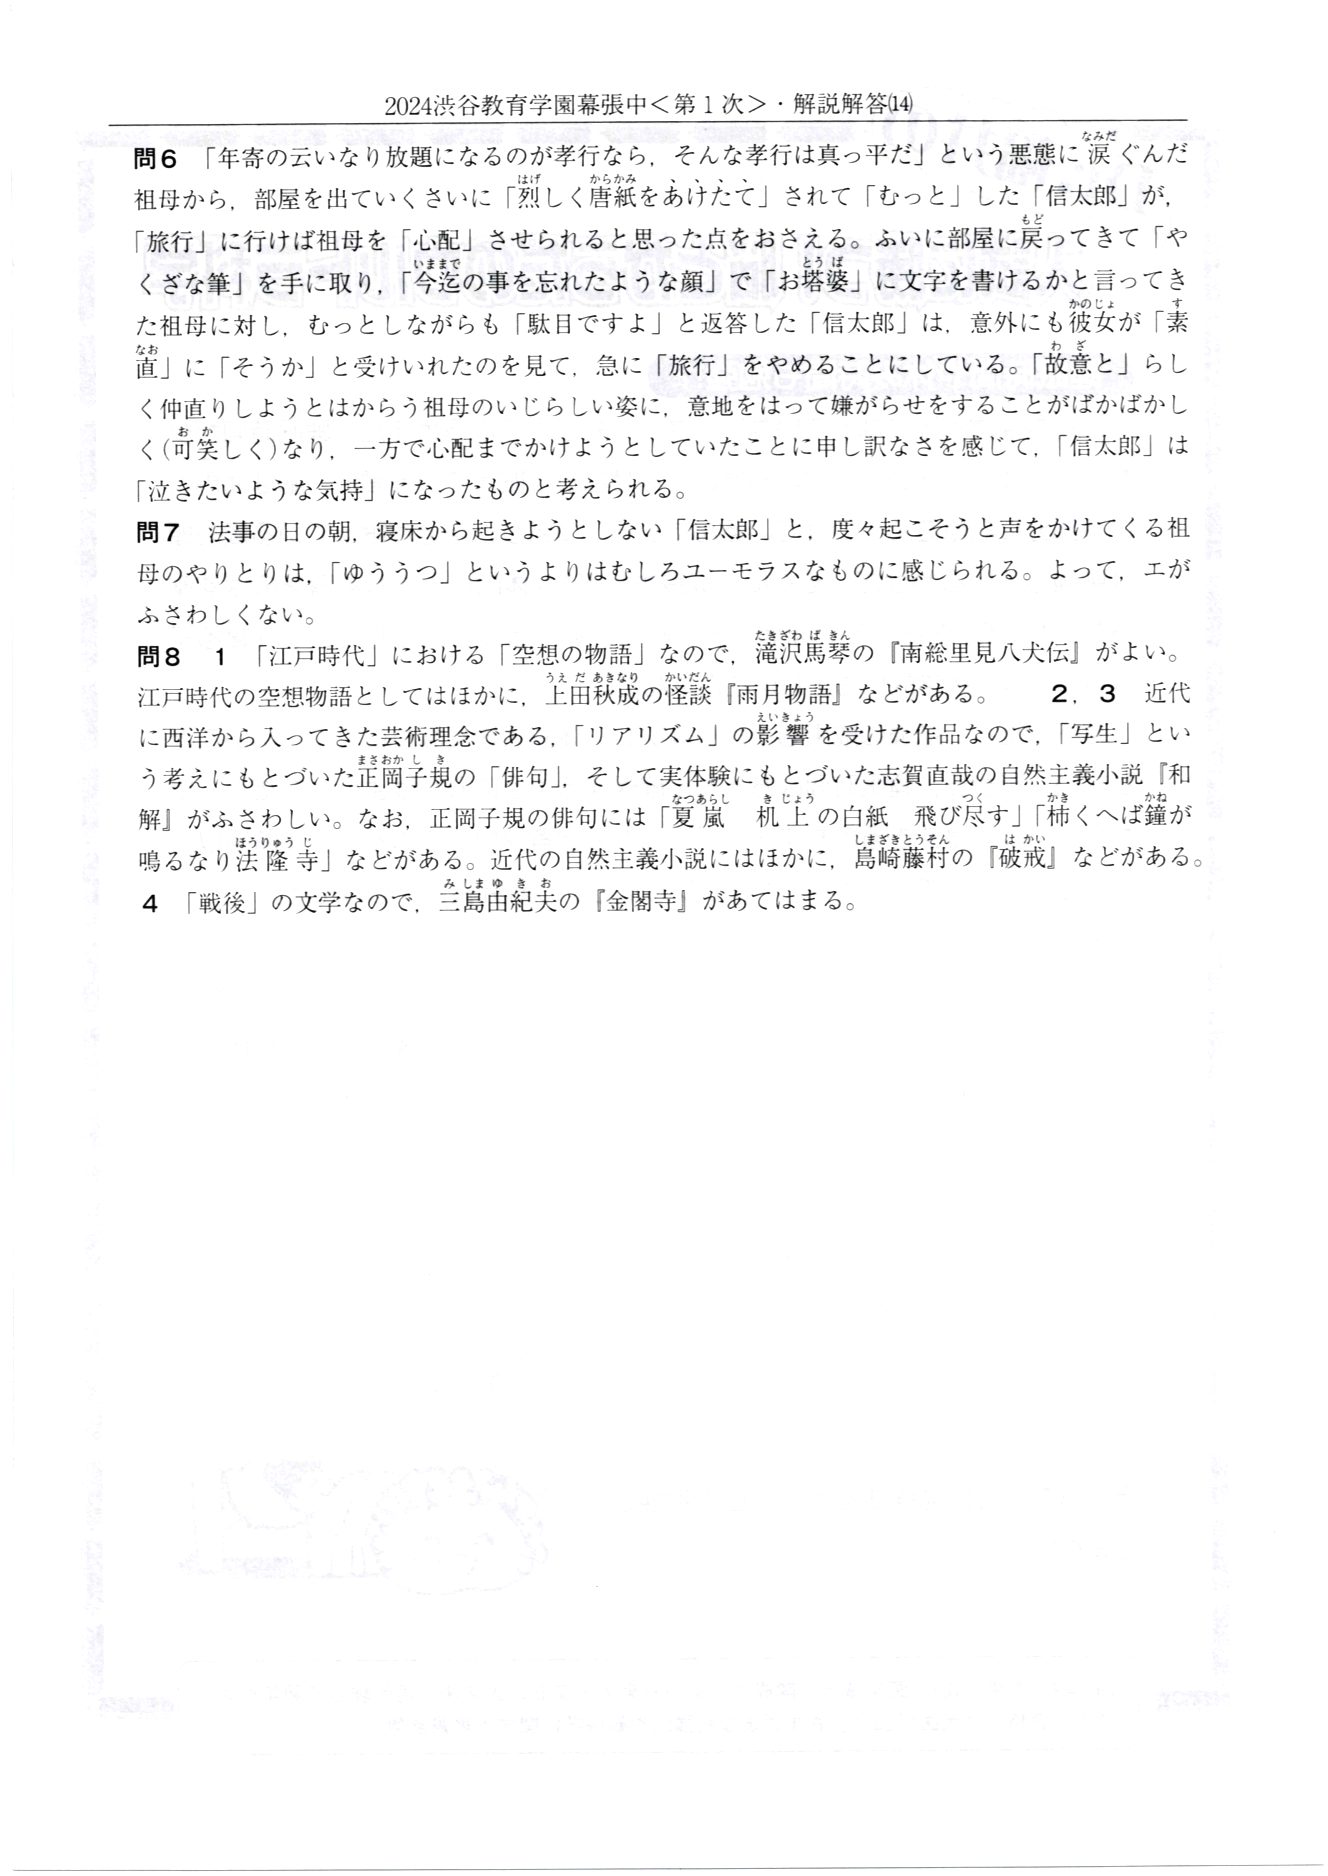 2024渋谷教育学園幕張中＜第１次＞・解説解答⒁
問６　「年寄の云いなり放題になるのが孝行なら，そんな孝行は真っ平だ」という悪態に涙ぐんだ
祖母から，部屋を出ていくさいに「烈しく唐紙をあけたて」されて「むっと」した「信太郎」が，
「旅行」に行けば祖母を「心配」させられると思った点をおさえる。ふいに部屋に戻ってきて「や
くざな筆」を手に取り，「今迄の事を忘れたような顔」で「お塔婆」に文字を書けるかと言ってき
た祖母に対し，むっとしながらも「駄目ですよ」と返答した「信太郎」は，意外にも彼女が「素
直」に「そうか」と受けいれたのを見て，急に「旅行」をやめることにしている。「故意と」らし
く仲直りしようとはからう祖母のいじらしい姿に，意地をはって嫌がらせをすることがばかばかし
く(可笑しく)なり，一方で心配までかけようとしていたことに申し訳なさを感じて，「信太郎」は
「泣きたいような気持」になったものと考えられる。
問７　法事の日の朝，寝床から起きようとしない「信太郎」と，度々起こそうと声をかけてくる祖
母のやりとりは，「ゆううつ」というよりはむしろユーモラスなものに感じられる。よって，エが
ふさわしくない。
問８　１　「江戸時代」における「空想の物語」なので，滝沢馬琴の『南総里見八犬伝』がよい。
江戸時代の空想物語としてはほかに，上田秋成の怪談『雨月物語』などがある。　２，３　近代
に西洋から入ってきた芸術理念である，「リアリズム」の影響を受けた作品なので，「写生」とい
う考えにもとづいた正岡子規の「俳句」，そして実体験にもとづいた志賀直哉の自然主義小説『和
解』がふさわしい。なお，正岡子規の俳句には「夏嵐　机上の白紙　飛び尽す」「柿くへば鐘が
鳴るなり法隆寺」などがある。近代の自然主義小説にはほかに，島崎藤村の『破戒』などがある。
４　「戦後」の文学なので，三島由紀夫の『金閣寺』があてはまる。